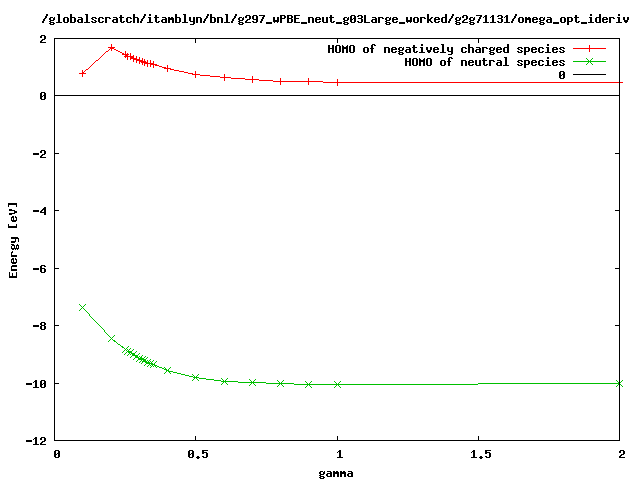 /globalscratch/itamblyn/bnl/g297_wPBE_neut_g03Large_worked/g2g71131/omega_opt_ideriv
HOMO of negatively charged species
HOMO of neutral species
0
2
0
-2
-4
-6
-8
-10
-12
Energy [eV]
0 0.5 1 1.5 2
gamma